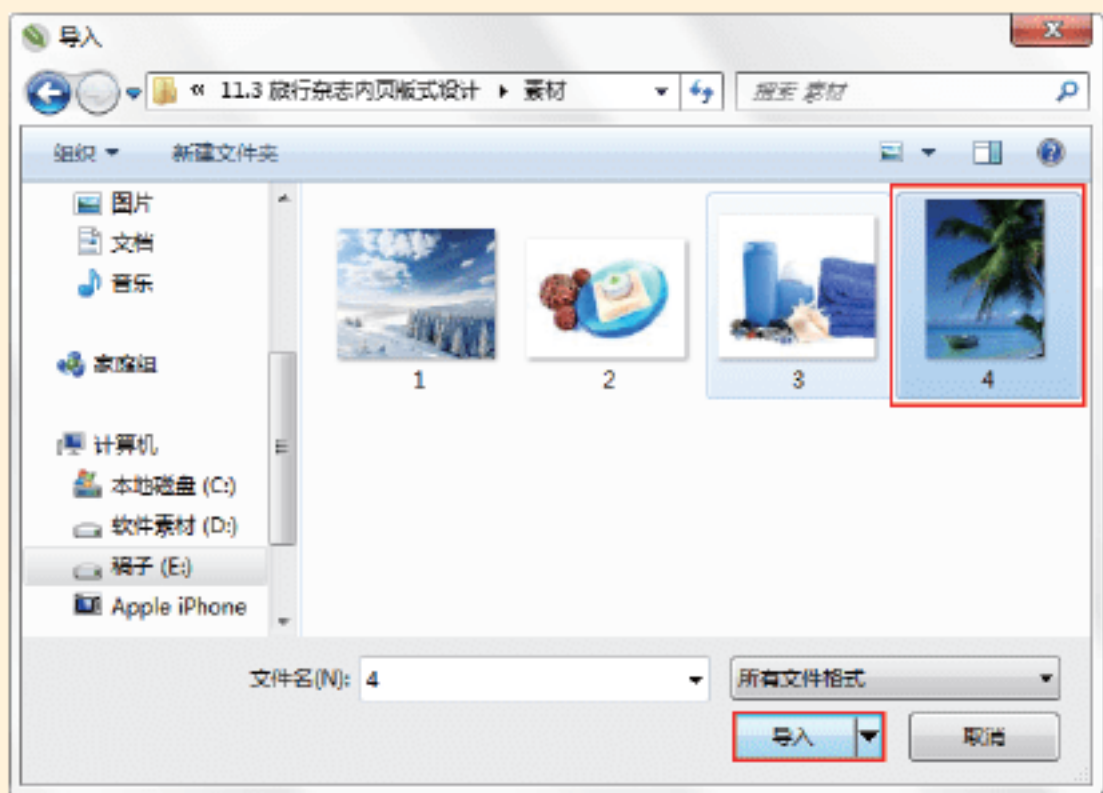 导入
« 11.3 旅行杂志内页版式设计 ▸ 素材
搜索 素材
组织
新建文件夹
图片
文档
音乐
家庭组
计算机
本地磁盘 (C:)
软件素材 (D:)
稿子 (E:)
Apple iPhone
1
2
3
4
文件名(N): 4
所有文件格式
导入
取消